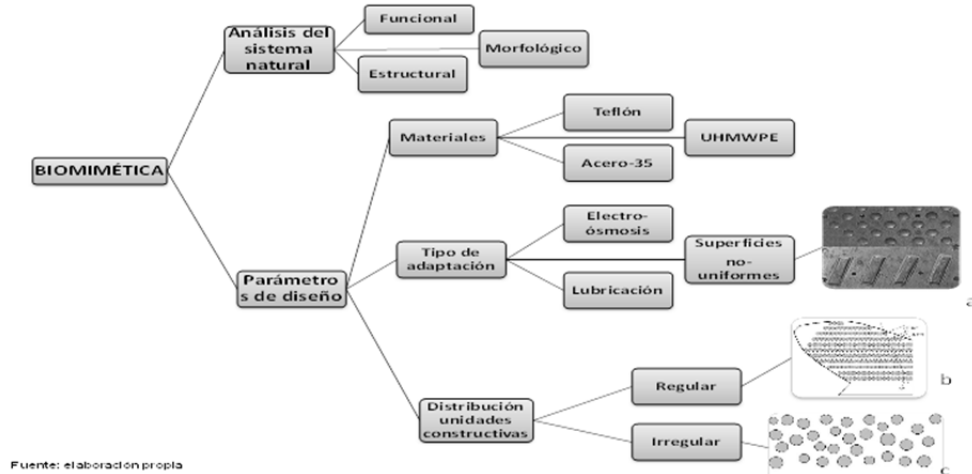 BIOMIMÉTICA
Análisis del
sistema
natural
Funcional
Morfológico
Estructural
Parámetro
s de diseño
Materiales
Teflón
UHMWPE
Acero-35
Tipo de
adaptación
Electro-
ósmosis
Superficies
no-
uniformes
Lubricación
a
Distribución
unidades
constructivas
Regular
b
Irregular
c
Fuente: elaboración propia